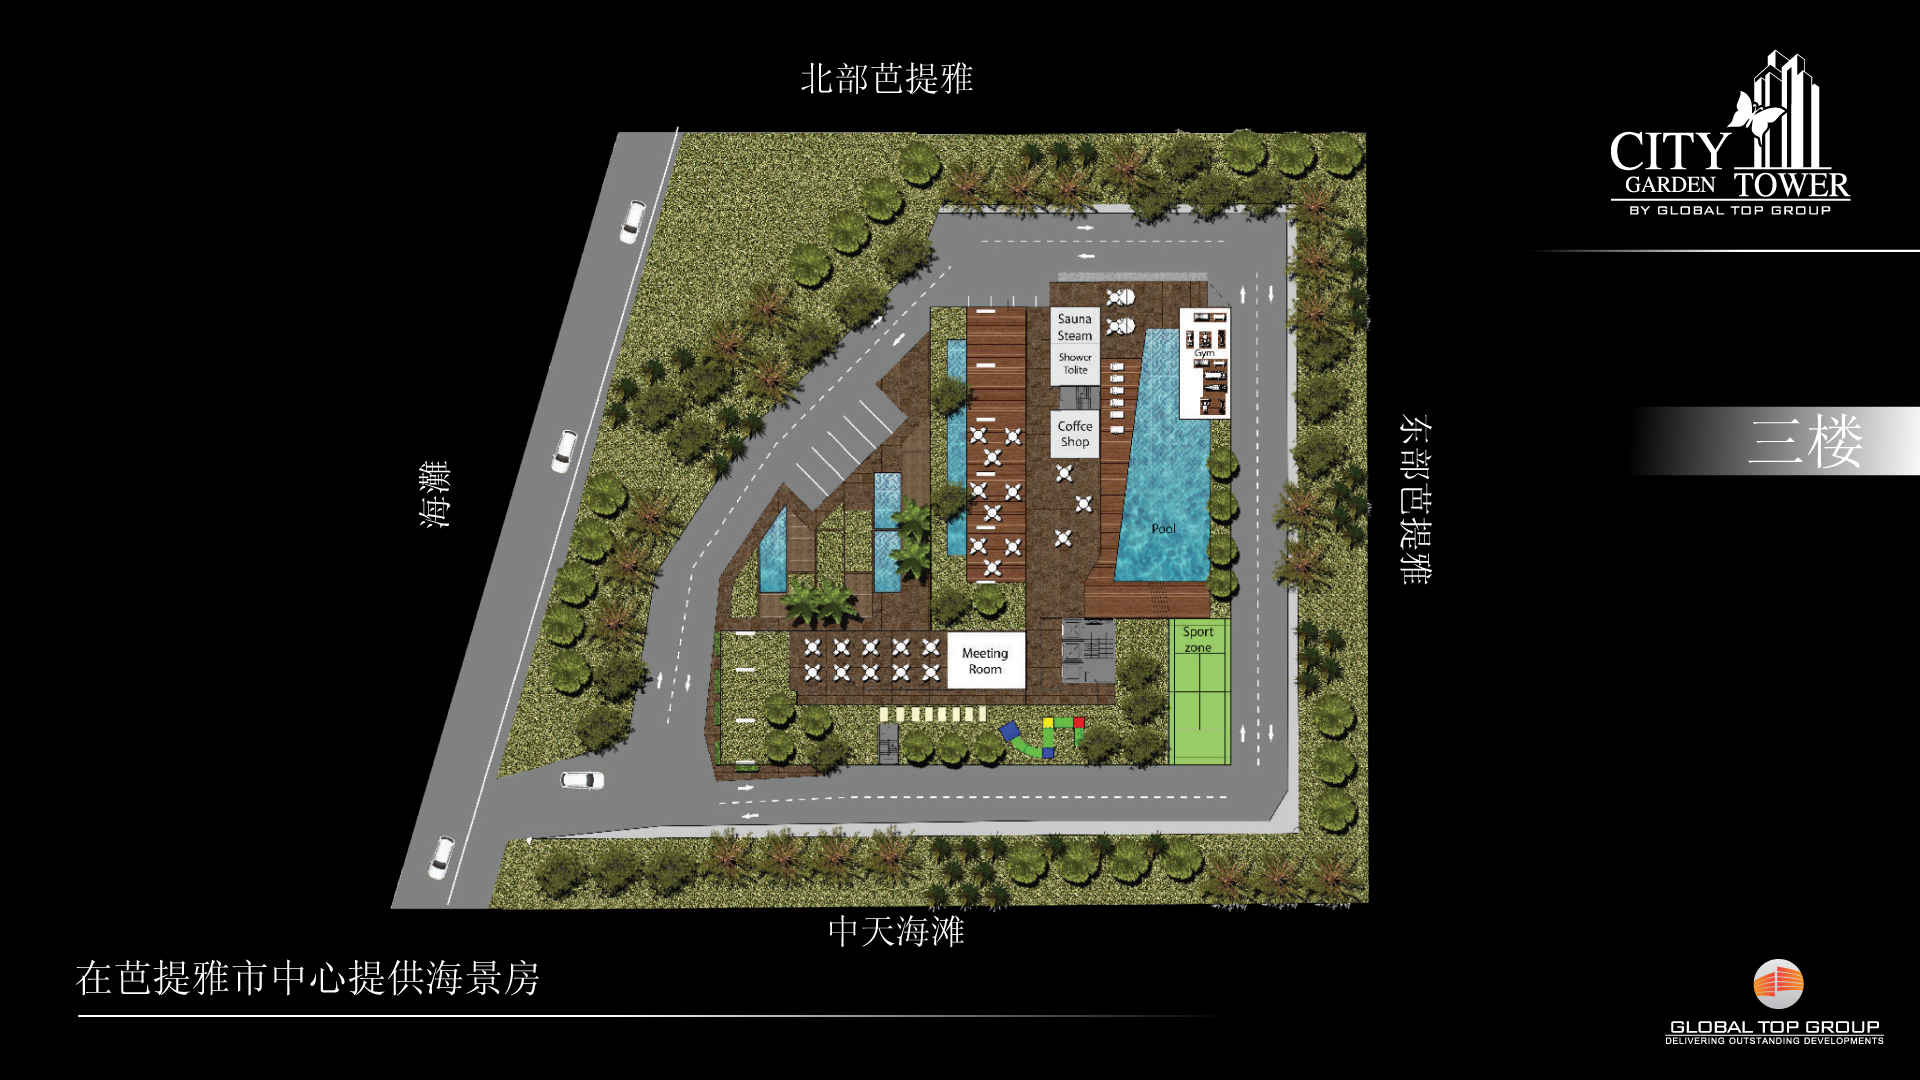 北部芭提雅
CITY
GARDEN TOWER
BY GLOBAL TOP GROUP
三楼
Sauna
Steam
Shower
Tolite
Gym
Coffce
Shop
海灘
东部芭提雅
Pool
Sport
zone
Meeting
Room
中天海滩
在芭提雅市中心提供海景房
GLOBAL TOP GROUP
DELIVERING OUTSTANDING DEVELOPMENTS